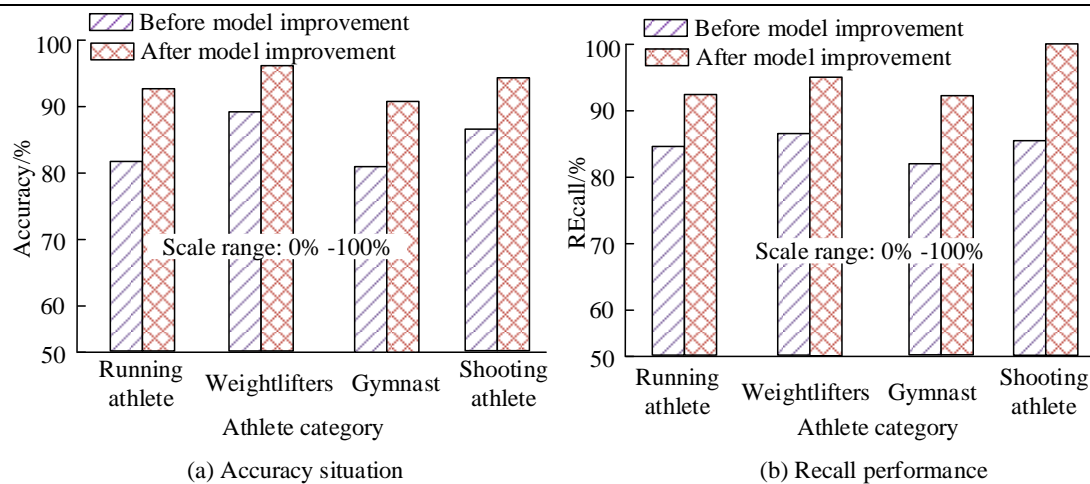 Before model improvement
After model improvement
100
90
80
70
60
50
Accuracy/%
Scale range: 0% -100%
Running athlete
Weightlifters
Gymnast
Shooting athlete
Athlete category
(a) Accuracy situation
Before model improvement
After model improvement
100
90
80
70
60
50
REcall/%
Scale range: 0% -100%
Running athlete
Weightlifters
Gymnast
Shooting athlete
Athlete category
(b) Recall performance